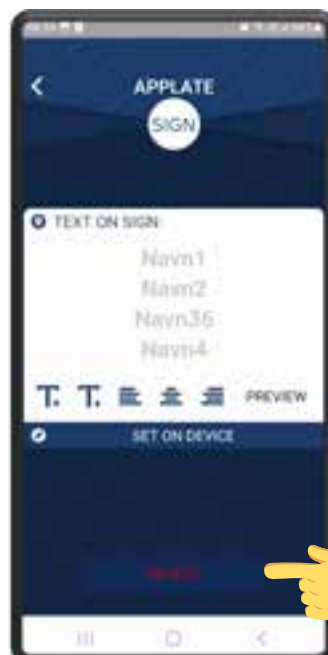 APPLATE
SIGN
TEXT ON SIGN:
Navn1
Navn2
Navn36
Navn4
T. T. PREVIEW
SET ON DEVICE